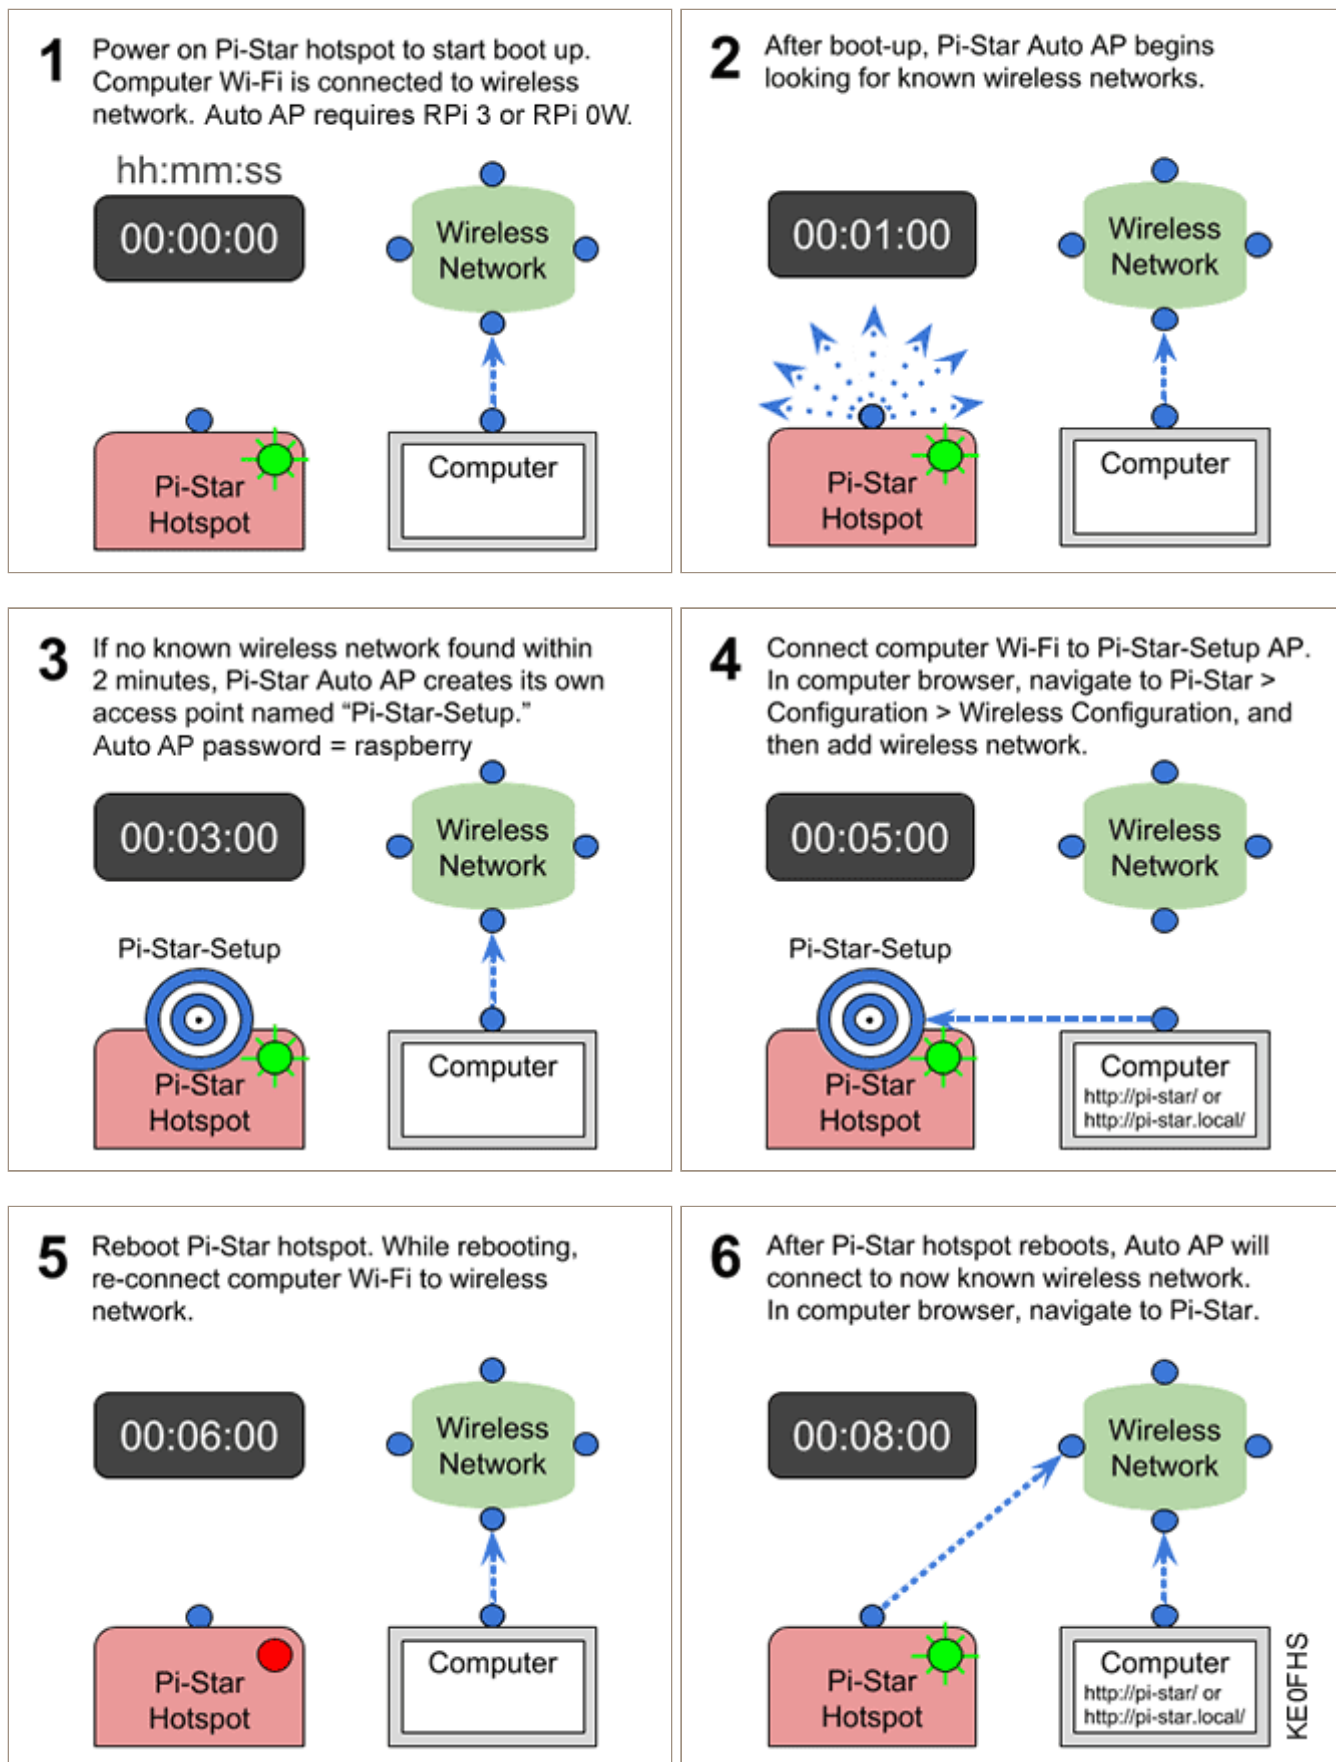 1
Power on Pi-Star hotspot to start boot up.
Computer Wi-Fi is connected to wireless
network. Auto AP requires RPi 3 or RPi 0W.
hh:mm:ss
00:00:00
Wireless
Network
Pi-Star
Hotspot
Computer
2
After boot-up, Pi-Star Auto AP begins
looking for known wireless networks.
00:01:00
Wireless
Network
Pi-Star
Hotspot
Computer
3
If no known wireless network found within
2 minutes, Pi-Star Auto AP creates its own
access point named “Pi-Star-Setup.”
Auto AP password = raspberry
00:03:00
Wireless
Network
Pi-Star-Setup
Pi-Star
Hotspot
Computer
4
Connect computer Wi-Fi to Pi-Star-Setup AP.
In computer browser, navigate to Pi-Star >
Configuration > Wireless Configuration, and
then add wireless network.
00:05:00
Wireless
Network
Pi-Star-Setup
Pi-Star
Hotspot
Computer
http://pi-star/ or
http://pi-star.local/
5
Reboot Pi-Star hotspot. While rebooting,
re-connect computer Wi-Fi to wireless
network.
00:06:00
Wireless
Network
Pi-Star
Hotspot
Computer
6
After Pi-Star hotspot reboots, Auto AP will
connect to now known wireless network.
In computer browser, navigate to Pi-Star.
00:08:00
Wireless
Network
Pi-Star
Hotspot
Computer
http://pi-star/ or
http://pi-star.local/
KE0FHS